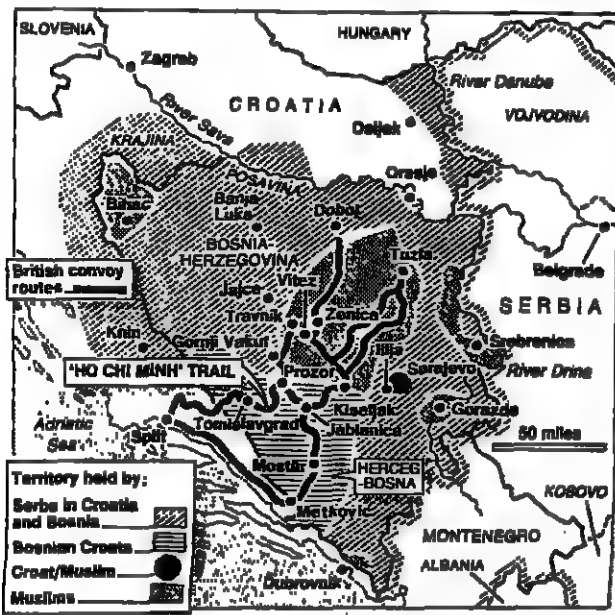 SLOVENIA
HUNGARY
Zagreb
River Danube
CROATIA
River Sava
VOJVODINA
Osijek
KRAJINA
Orasje
POSAVINA
Bihac
Banja
Luka
Doboj
BOSNIA-
HERZEGOVINA
Tuzla
Belgrade
British convoy
routes
Vitez
Jajce
Zenica
SERBIA
Travnik
Knin
Gornji Vakuf
Ilija
Srebrenica
'HO CHI MINH' TRAIL
Prozor
Sarajevo
River Drina
Adriatic
Sea
Split
Tomislavgrad
Kiseljak
Jablanica
Gorazde
50 miles
Mostar
HERCEG
-BOSNA
KOSOVO
Territory held by:
Serbs in Croatia
and Bosnia
Metkovic
MONTENEGRO
Bosnian Croats
ALBANIA
Croat/Muslim
Muslims
Dubrovnik